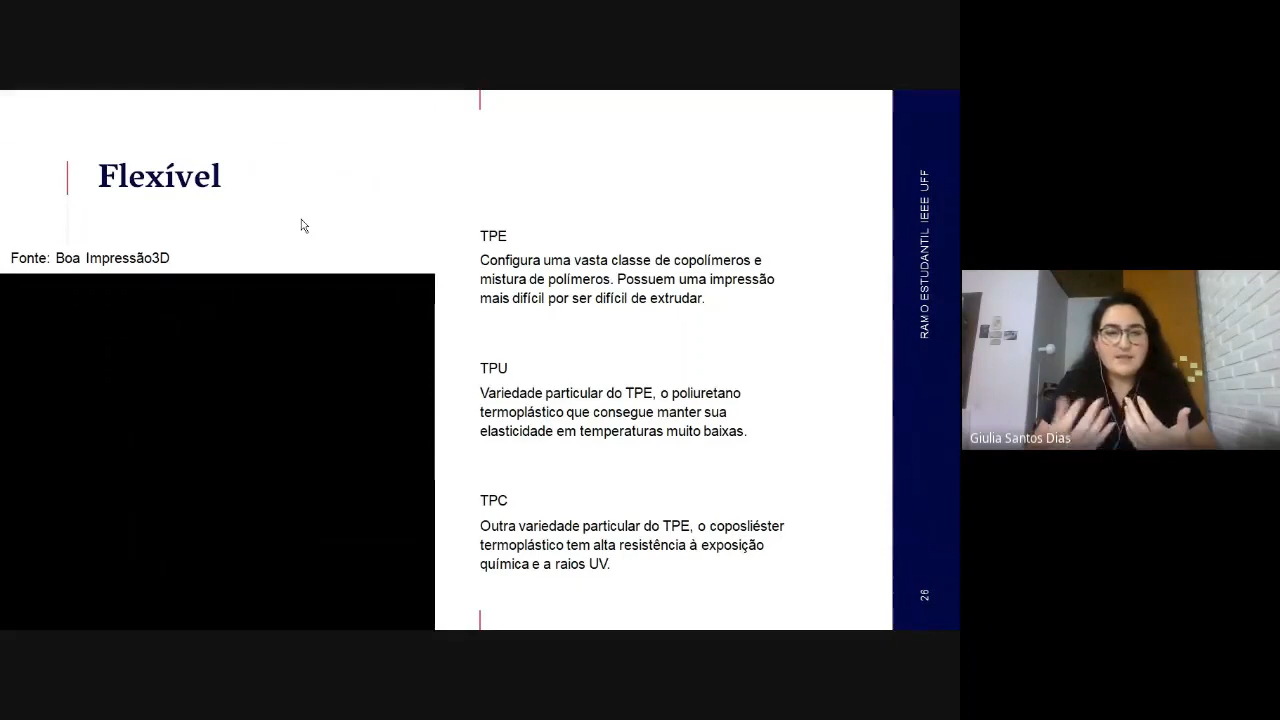 Flexível
Fonte: Boa Impressão3D
TPE
Configura uma vasta classe de copolímeros e
mistura de polímeros. Possuem uma impressão
mais difícil por ser difícil de extrudar.
TPU
Variedade particular do TPE, o poliuretano
termoplástico que consegue manter sua
elasticidade em temperaturas muito baixas.
TPC
Outra variedade particular do TPE, o coposliéster
termoplástico tem alta resistência à exposição
química e a raios UV.
RAMO ESTUDANTIL IEEE UFF
26
Giulia Santos Dias